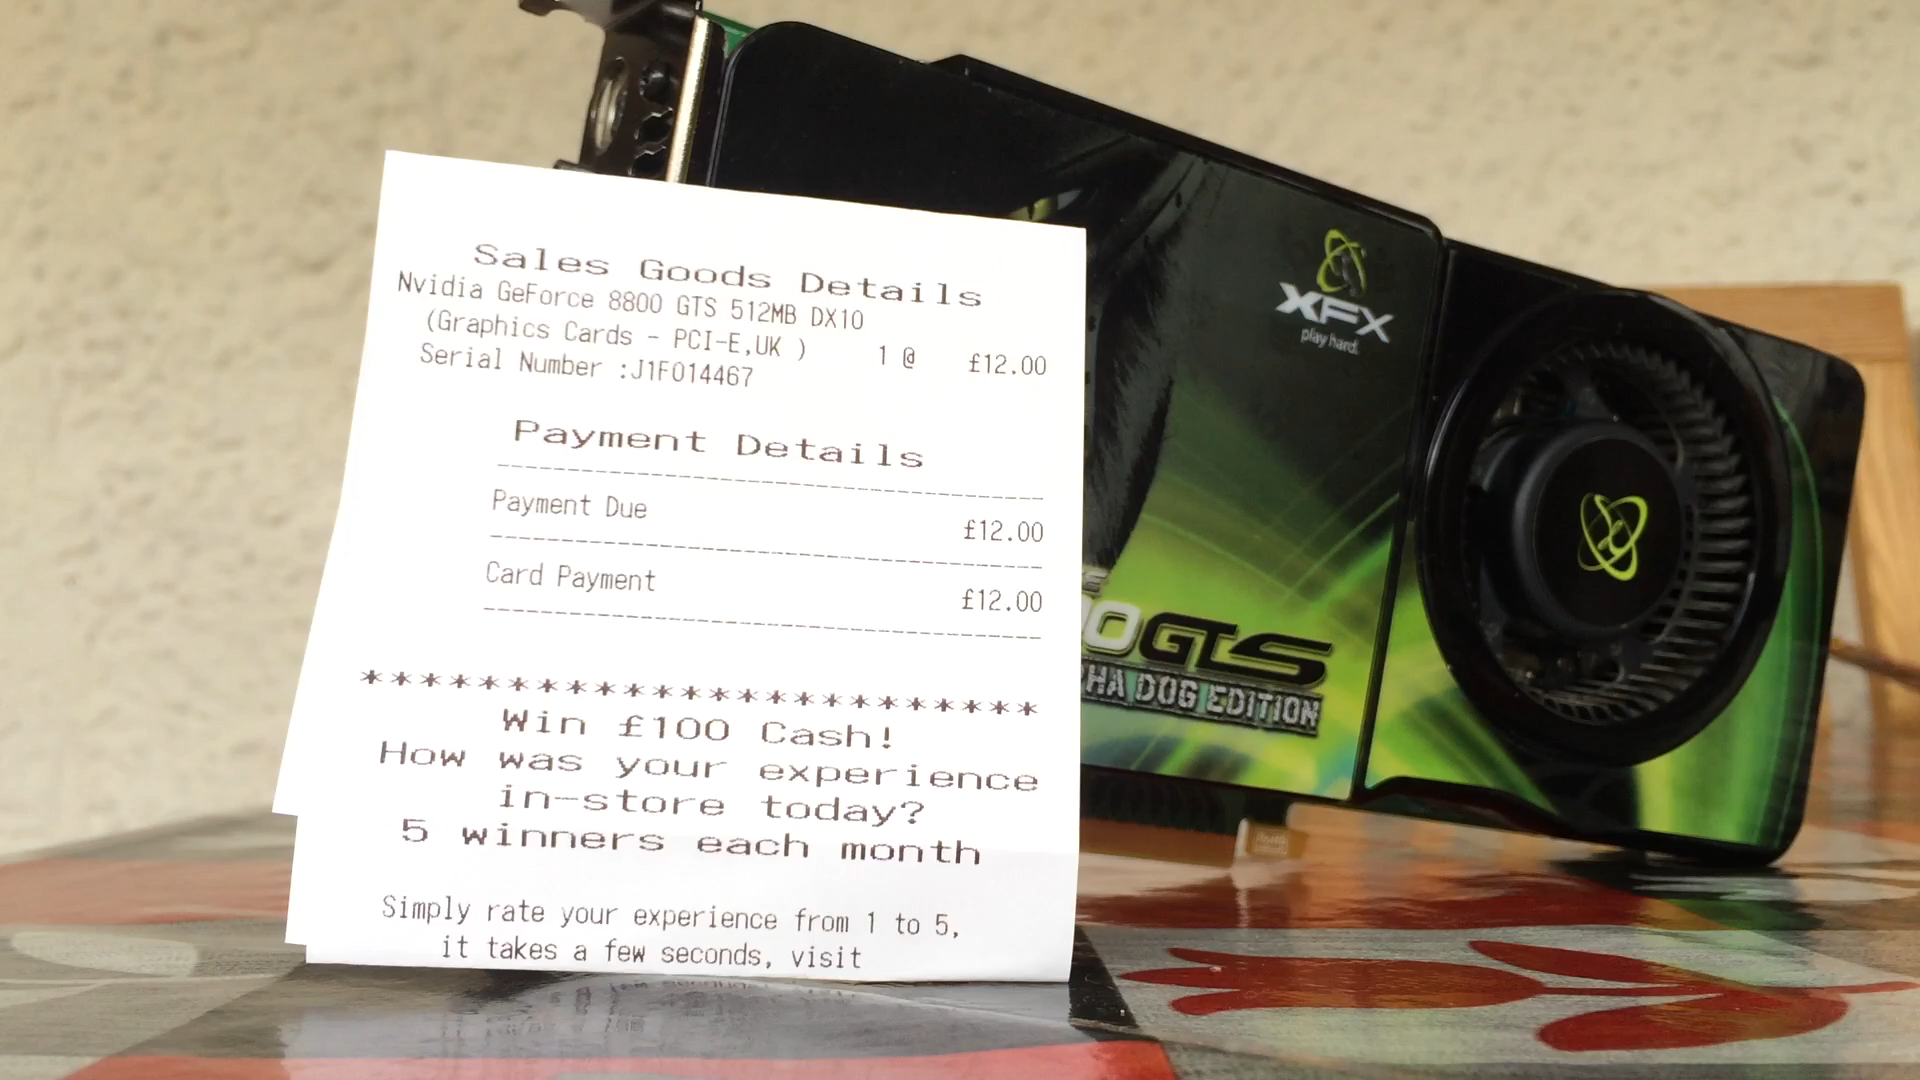 Sales Goods Details
Nvidia GeForce 8800 GTS 512MB DX10
(Graphics Cards - PCI-E,UK ) 1 @ £12.00
Serial Number :J1F014467
Payment Details
Payment Due £12.00
Card Payment £12.00
************************
Win £100 Cash!
How was your experience
in-store today?
5 winners each month
Simply rate your experience from 1 to 5,
it takes a few seconds, visit
XFX
play hard.
0GTS
HA DOG EDITION